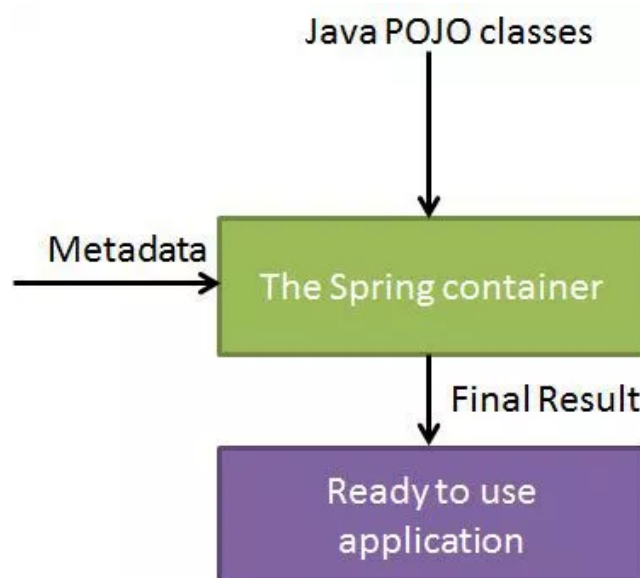 Java POJO classes
Metadata
The Spring container
Final Result
Ready to use
application